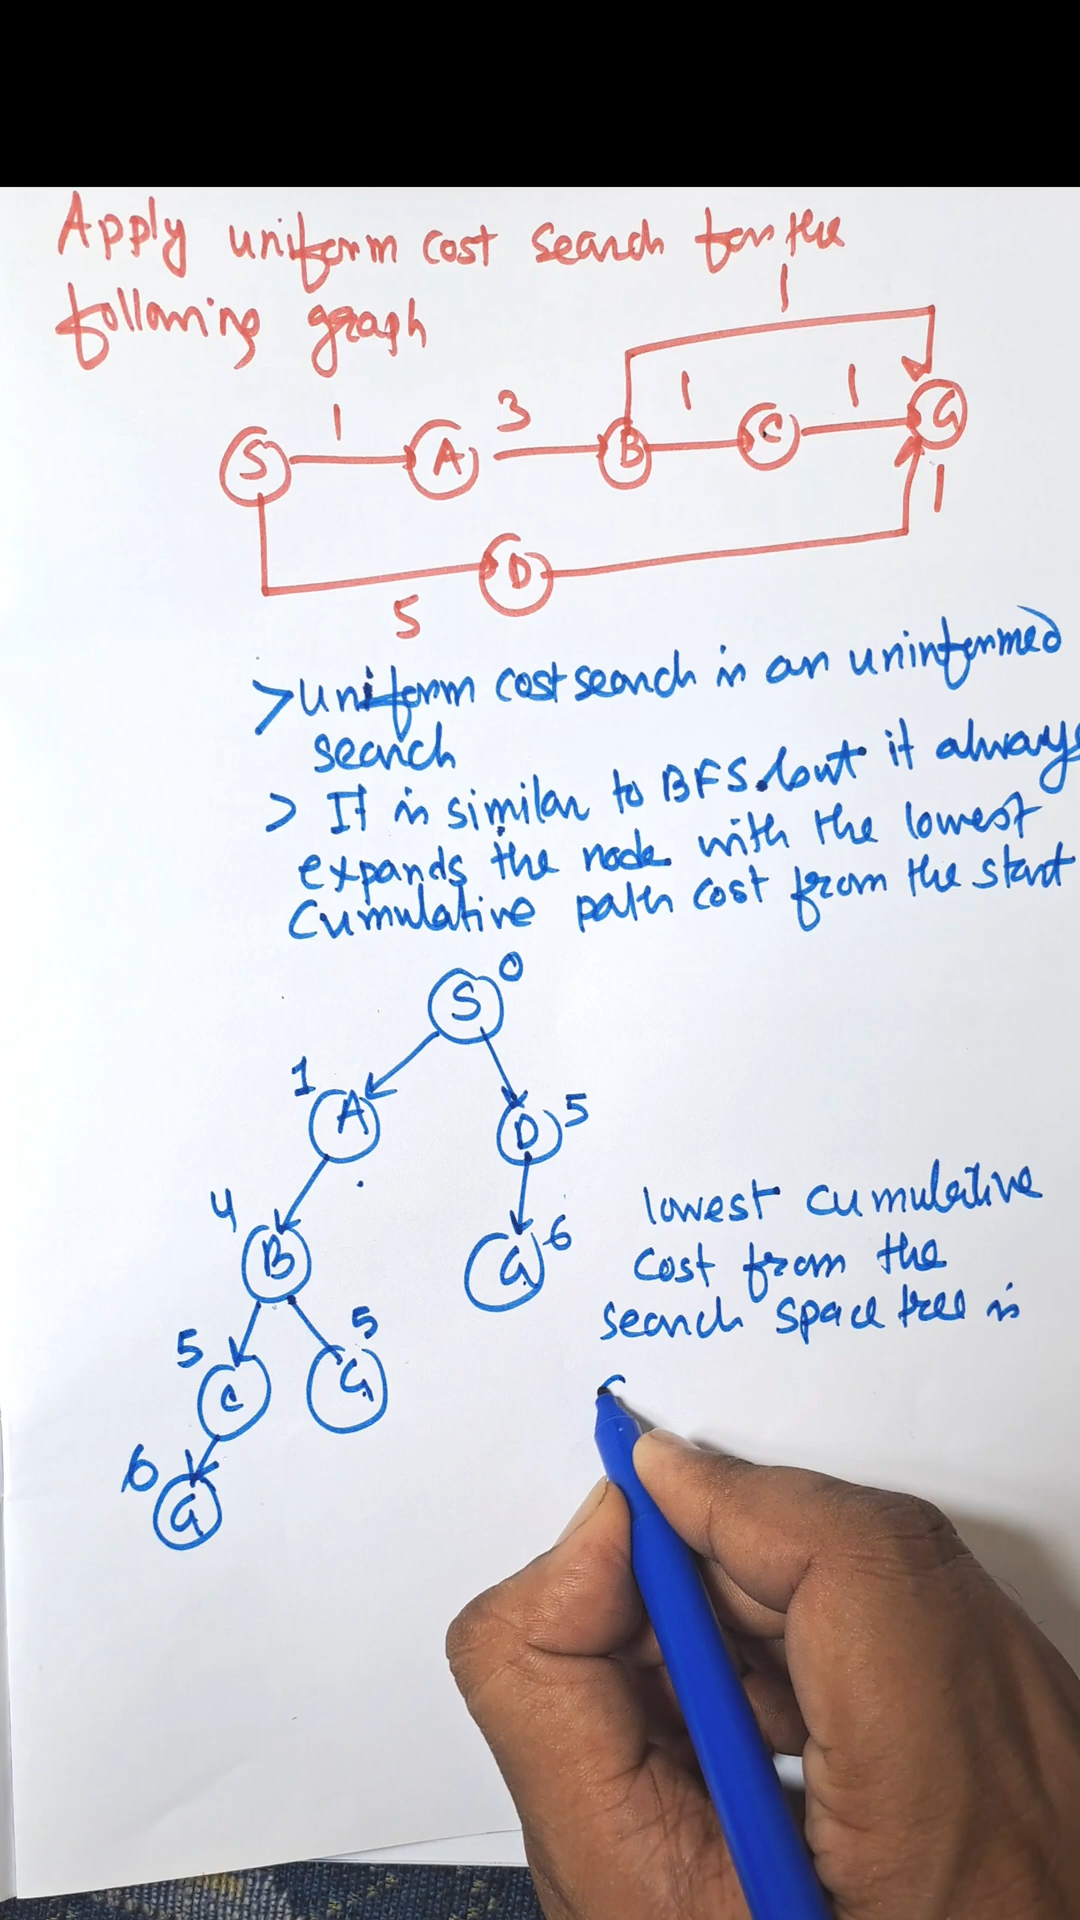 Apply uniform cost search for the
following graph
1
1
3
1
1
S
A
B
C
G
1
D
5
> Uniform cost search is an uninformed
search
> It is similar to BFS. but it always
expands the node with the lowest
Cumulative path cost from the start
S 0
1 A
D 5
4 B
G 6
lowest cumulative
cost from the
search space tree is
5 C
5 G
6 G